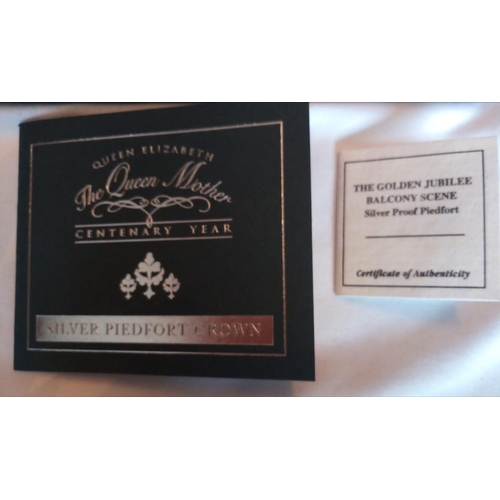 QUEEN ELIZABETH
The Queen Mother
CENTENARY YEAR
SILVER PIEDFORT CROWN
THE GOLDEN JUBILEE
BALCONY SCENE
Silver Proof Piedfort
Certificate of Authenticity